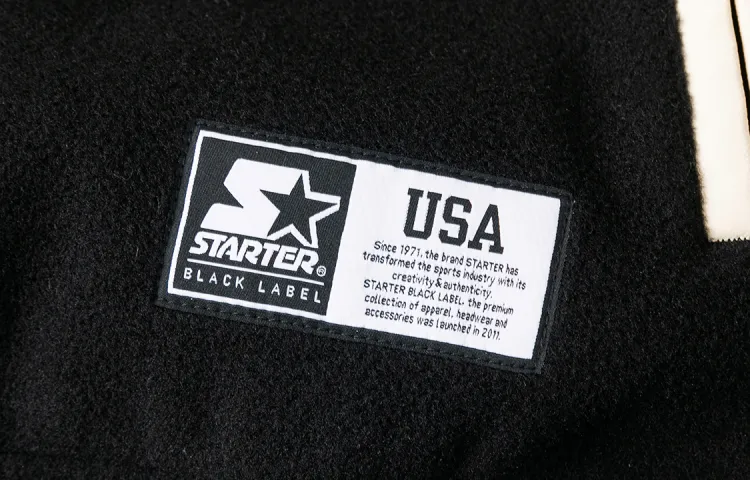 STARTER®
BLACK LABEL
USA
Since 1971, the brand STARTER has
transformed the sports industry with its
creativity & authenticity.
STARTER BLACK LABEL, the premium
collection of apparel, headwear and
accessories was launched in 2011.